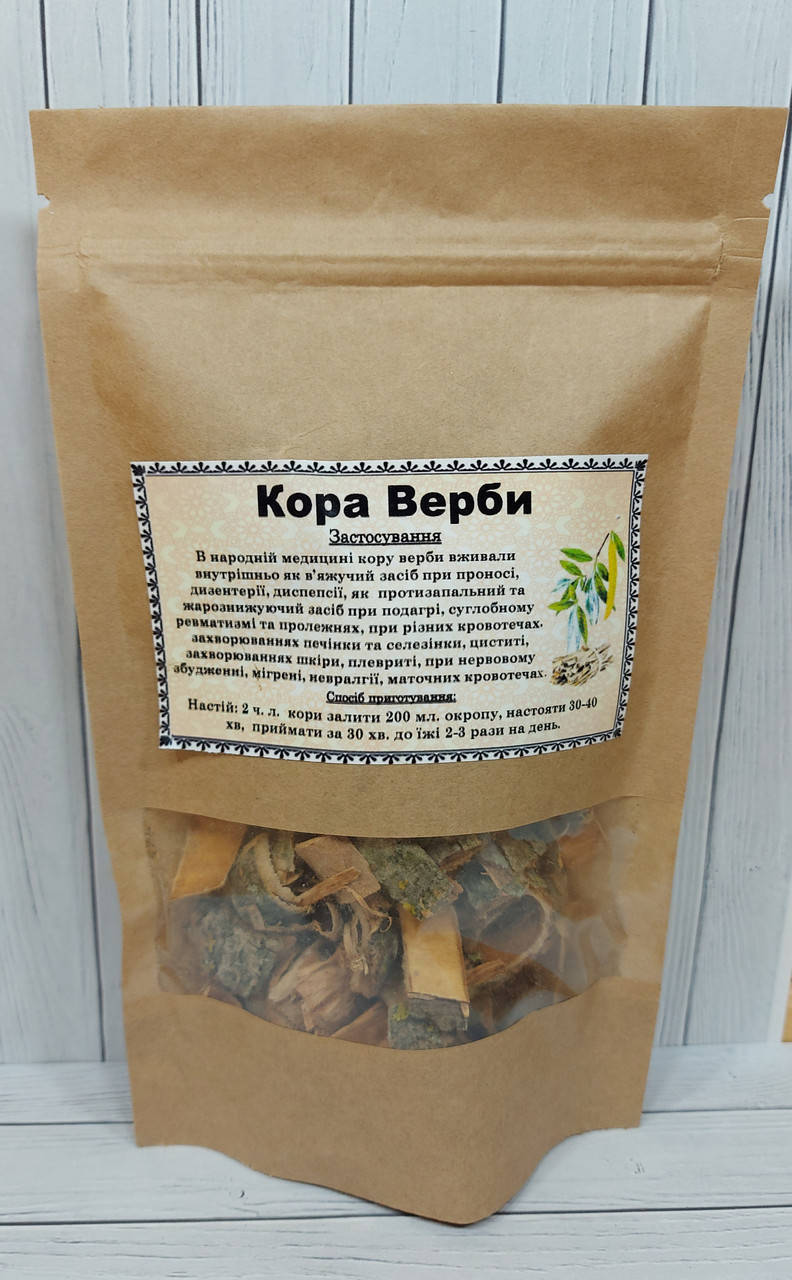 Кора Верби
Застосування
В народній медицині кору верби вживали
внутрішньо як в'яжучий засіб при проносі,
дизентерії, диспепсії, як протизапальний та
жарознижуючий засіб при подагрі, суглобному
ревматизмі та пролежнях, при різних кровотечах.
захворюваннях печінки та селезінки, циститі,
захворюваннях шкіри, плевриті, при нервовому
збудженні, мігрені, невралгії, маточних кровотечах.
Спосіб приготування:
Настій: 2 ч. л. кори залити 200 мл. окропу, настояти 30-40
хв, приймати за 30 хв. до їжі 2-3 рази на день.